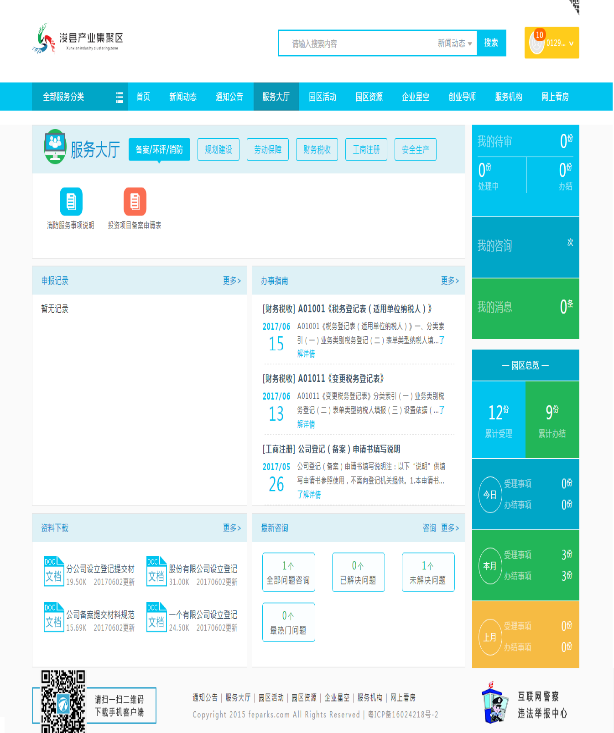 浚县产业集聚区
请输入搜索内容
新闻动态
搜索
10
全部服务分类
首页
新闻动态
通知公告
服务大厅
园区活动
园区资源
企业星空
创业导师
服务机构
网上看房
服务大厅
备案/环评/消防
规划建设
劳动保障
财务税收
工商注册
安全生产
消防服务事项说明
投资项目备案申请表
我的待审
0份
0份
处理中
0份
办结
我的咨询
次
我的消息
0条
申报记录
更多>
暂无记录
办事指南
更多>
[财务税收] A01001《税务登记表（适用单位纳税人）》
2017/06
15
A01001《税务登记表（适用单位纳税人）》一、分类索
引（一）业务类别税务登记（二）表单类型纳税人填...了
解详情
[财务税收] A01011《变更税务登记表》
2017/06
13
A01011《变更税务登记表》分类索引（一）业务类别税
务登记（二）表单类型纳税人填报（三）设置依据（...了
解详情
[工商注册] 公司登记（备案）申请书填写说明
2017/05
26
公司登记（备案）申请书填写说明注：以下“说明”供填
写申请书参照使用，不需向登记机关提供。1.本申请书...
了解详情
— 园区总览 —
12份
累计受理
9份
累计办结
今日
受理事项
0份
办结事项
0份
本月
受理事项
3份
办结事项
3份
上月
受理事项
0份
办结事项
0份
资料下载
更多>
DOC
文档
分公司设立登记提交材
29.50K 20170602更新
DOC
文档
股份有限公司设立登记
31.00K 20170602更新
DOC
文档
公司备案提交材料规范
15.69K 20170602更新
DOC
文档
一个有限公司设立登记
24.50K 20170602更新
最新咨询
咨询 更多>
1个
全部问题咨询
0个
已解决问题
1个
未解决问题
0个
最热门问题
请扫一扫二维码
下载手机客户端
通知公告 | 服务大厅 | 园区活动 | 园区资源 | 企业星空 | 服务机构 | 网上看房
Copyright 2015 foparks.com All Rights Reserved | 粤ICP备16024218号-2
互联网警察
违法举报中心